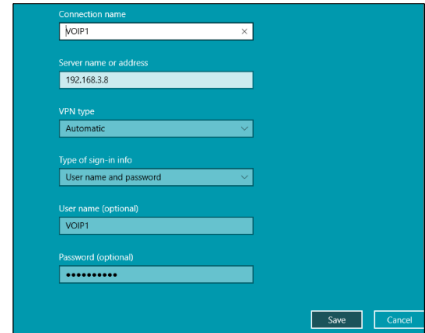 Connection name
VOIP1
Server name or address
192.168.3.8
VPN type
Automatic
Type of sign-in info
User name and password
User name (optional)
VOIP1
Password (optional)
••••••••••
Save Cancel